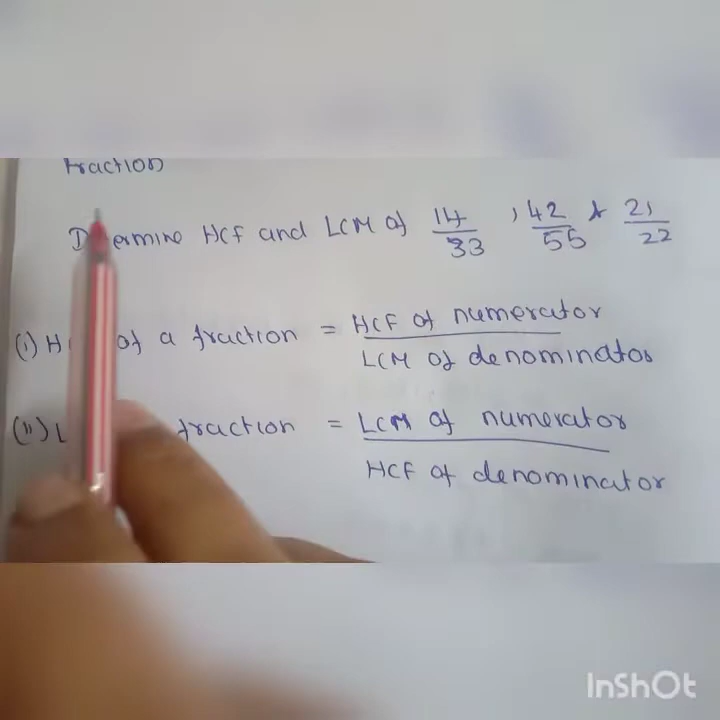 fraction
Determine HCF and LCM of 14/33 , 42/55 & 21/22
(i) H of a fraction = HCF of numerator / LCM of denominator
(ii) L fraction = LCM of numerator / HCF of denominator
InShOt